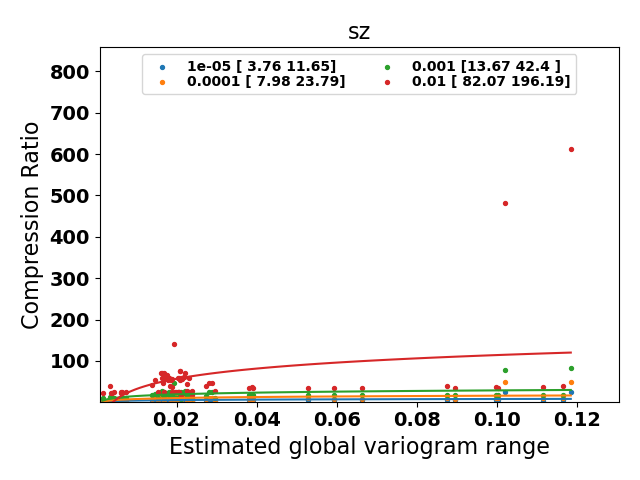 sz
1e-05 [ 3.76 11.65]
0.0001 [ 7.98 23.79]
0.001 [13.67 42.4 ]
0.01 [ 82.07 196.19]
Compression Ratio
800
700
600
500
400
300
200
100
0.02 0.04 0.06 0.08 0.10 0.12
Estimated global variogram range